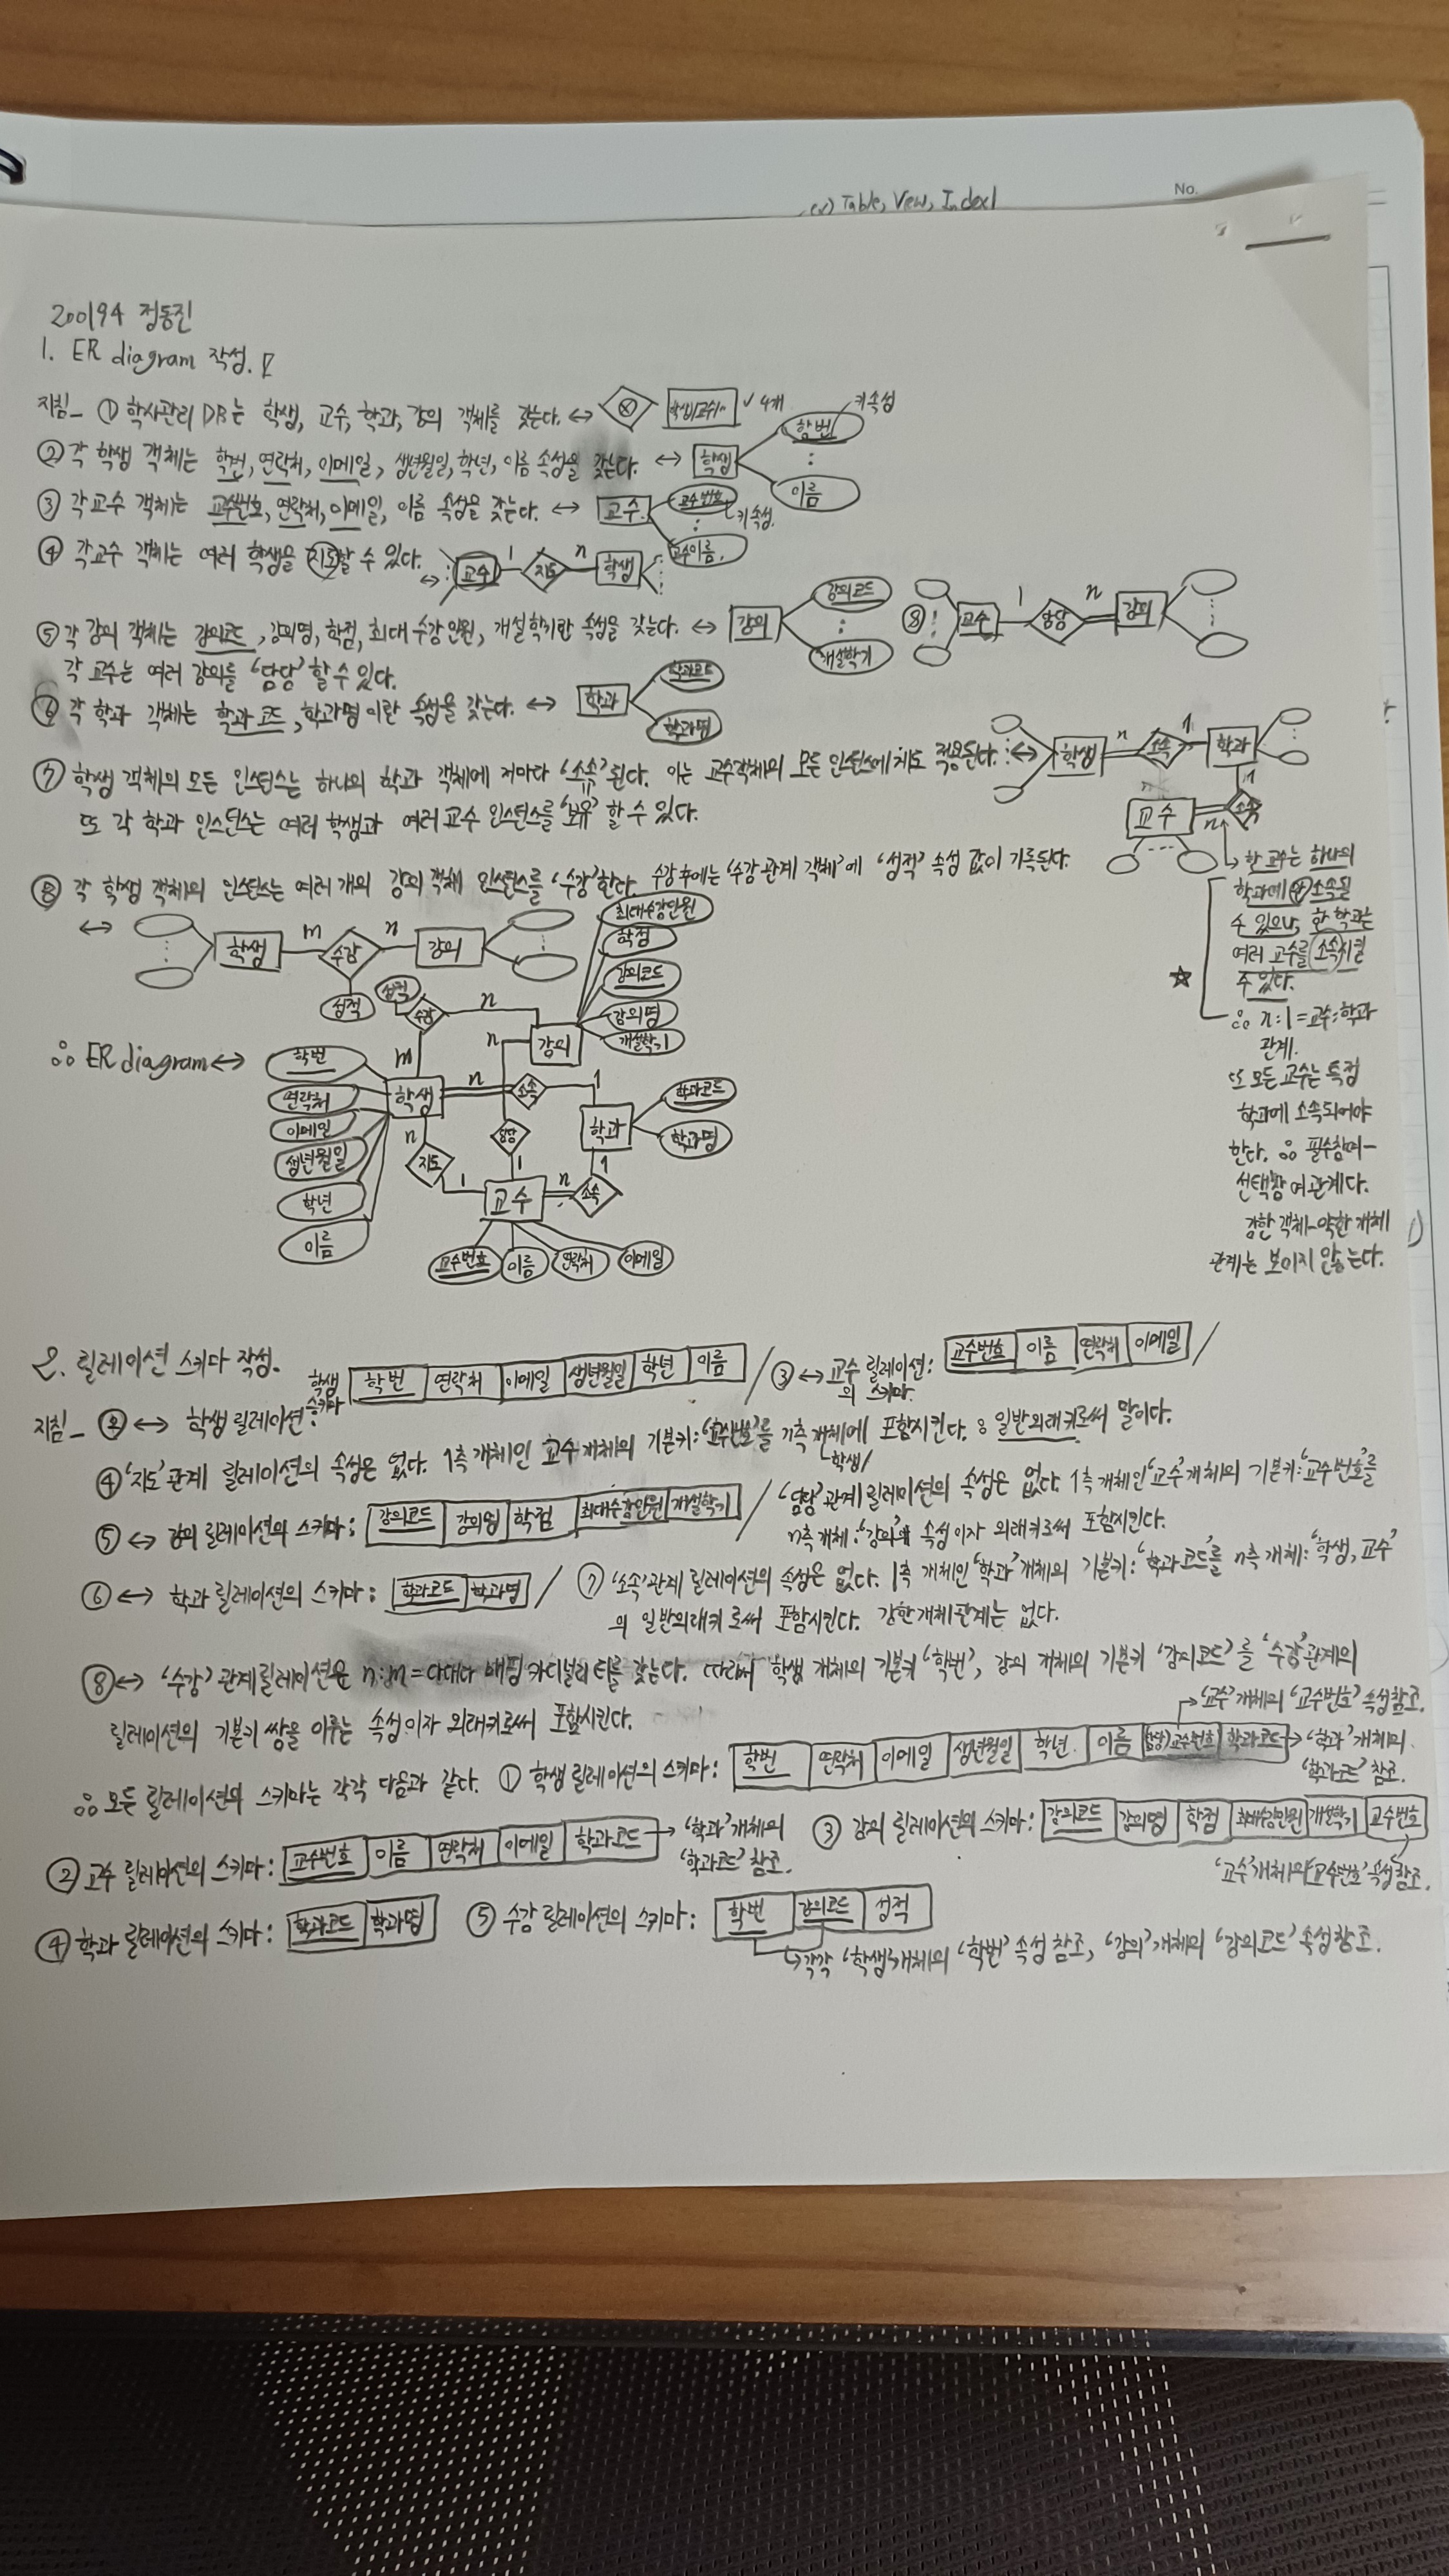 ex) Table, View, Index)
No.
200194 정동진
1. ER diagram 작성.
지침_ ① 학사관리 DB는 학생, 교수, 학과, 강의 객체를 갖는다. ↔ 학생/교수/·· √ 4개
② 각 학생 객체는 학번, 연락처, 이메일, 생년월일, 학년, 이름 속성을 갖는다. ↔ 학생 학번 : 이름 키속성
③ 각 교수 객체는 교수번호, 연락처, 이메일, 이름 속성을 갖는다. ↔ 교수 교수번호 : 교수이름. 키속성.
④ 각 교수 객체는 여러 학생을 지도할 수 있다. ↔ 교수 1 지도 n 학생
⑤ 각 강의 객체는 강의코드, 강의명, 학점, 최대 수강인원, 개설학기란 속성을 갖는다. ↔ 강의 강의코드 : 개설학기 ⑧ 교수 1 담당 n 강의
각 교수는 여러 강의를 '담당'할 수 있다.
⑥ 각 학과 객체는 학과코드, 학과명이란 속성을 갖는다. ↔ 학과 학과코드 학과명
⑦ 학생 객체의 모든 인스턴스는 하나의 학과 객체에 저마다 '소속'된다. 이는 교수객체의 모든 인스턴스에게도 적용된다. ↔ 학생 n 소속 1 학과
또 각 학과 인스턴스는 여러 학생과 여러 교수 인스턴스를 '보유'할 수 있다.
교수 n 소속 1
⑧ 각 학생 객체의 인스턴스는 여러 개의 강의 객체 인스턴스를 '수강'한다. 수강 후에는 '수강 관계 객체'에 '성적' 속성 값이 기록된다.
↔ 학생 m 수강 n 강의
성적
한 교수는 하나의
학과에 소속될
수 있으나, 한 학과는
여러 교수를 소속시킬
수 있다.
∴ n:1 = 교수:학과
관계.
또 모든 교수는 특정
학과에 소속되어야
한다. ∴ 필수참여-
선택참여관계다.
강한 객체-약한 개체
관계는 보이지 않는다.
∴ ER diagram ↔
최대수강인원
학점
강의코드
강의명
개설학기
성적 수강 n 강의
m
학번
연락처
이메일
생년월일
학년
이름
학생 n 소속 1 학과
학과코드
학과명
n 지도 1
n 담당 1
교수 n 소속 1
교수번호 이름 연락처 이메일
2. 릴레이션 스키마 작성.
지침_ ② ↔ 학생 릴레이션 학생 스키마: 학번 연락처 이메일 생년월일 학년 이름 / ③ ↔ 교수 릴레이션의 스키마: 교수번호 이름 연락처 이메일 /
④ '지도' 관계 릴레이션의 속성은 없다. 1측 개체인 교수 개체의 기본키: '교수번호'를 n측 개체에 포함시킨다. : 일반외래키로써 말이다.
학생
⑤ ↔ 강의 릴레이션의 스키마: 강의코드 강의명 학점 최대수강인원 개설학기 / '담당' 관계 릴레이션의 속성은 없다. 1측 개체인 '교수' 개체의 기본키: '교수번호'를
n측 개체: '강의'의 속성이자 외래키로써 포함시킨다.
⑥ ↔ 학과 릴레이션의 스키마: 학과코드 학과명 / ⑦ '소속' 관계 릴레이션의 속성은 없다. 1측 개체인 '학과' 개체의 기본키: '학과코드'를 n측 개체: '학생, 교수'
의 일반외래키로써 포함시킨다. 강한개체관계는 없다.
⑧ ↔ '수강' 관계 릴레이션은 n:m = 다대다 매핑 카디널리티를 갖는다. 따라서 학생 개체의 기본키 '학번', 강의 개체의 기본키 '강의코드'를 '수강' 관계의
릴레이션의 기본키 쌍을 이루는 속성이자 외래키로써 포함시킨다.
'교수' 개체의 '교수번호' 속성참조.
∴ 모든 릴레이션의 스키마는 각각 다음과 같다. ① 학생 릴레이션의 스키마: 학번 연락처 이메일 생년월일 학년 이름 (담당)교수번호 학과코드 → '학과' 개체의
'학과코드' 참조.
② 교수 릴레이션의 스키마: 교수번호 이름 연락처 이메일 학과코드 → '학과' 개체의 '학과코드' 참조.
③ 강의 릴레이션의 스키마: 강의코드 강의명 학점 최대수강인원 개설학기 교수번호
'교수' 개체의 '교수번호' 속성참조.
④ 학과 릴레이션의 스키마: 학과코드 학과명 ⑤ 수강 릴레이션의 스키마: 학번 강의코드 성적
각각 '학생' 개체의 '학번' 속성 참조, '강의' 개체의 '강의코드' 속성참조.